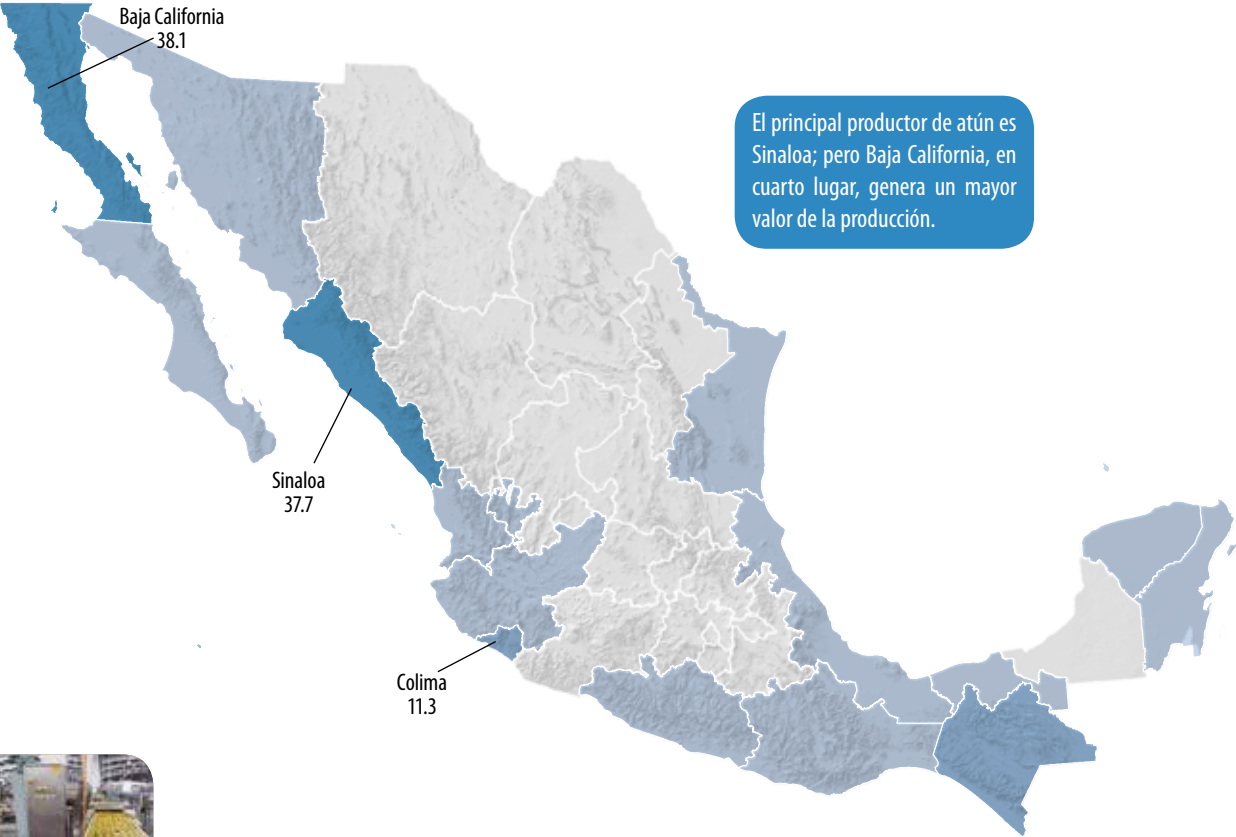 Baja California
38.1
El principal productor de atún es
Sinaloa; pero Baja California, en
cuarto lugar, genera un mayor
valor de la producción.
Sinaloa
37.7
Colima
11.3